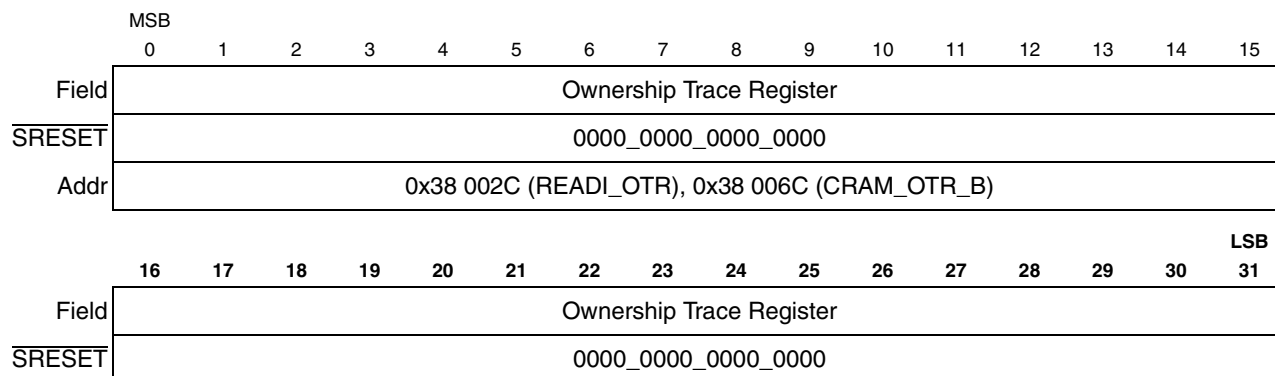 MSB
0 1 2 3 4 5 6 7 8 9 10 11 12 13 14 15
Field Ownership Trace Register
SRESET 0000_0000_0000_0000
Addr 0x38 002C (READI_OTR), 0x38 006C (CRAM_OTR_B)
LSB
16 17 18 19 20 21 22 23 24 25 26 27 28 29 30 31
Field Ownership Trace Register
SRESET 0000_0000_0000_0000